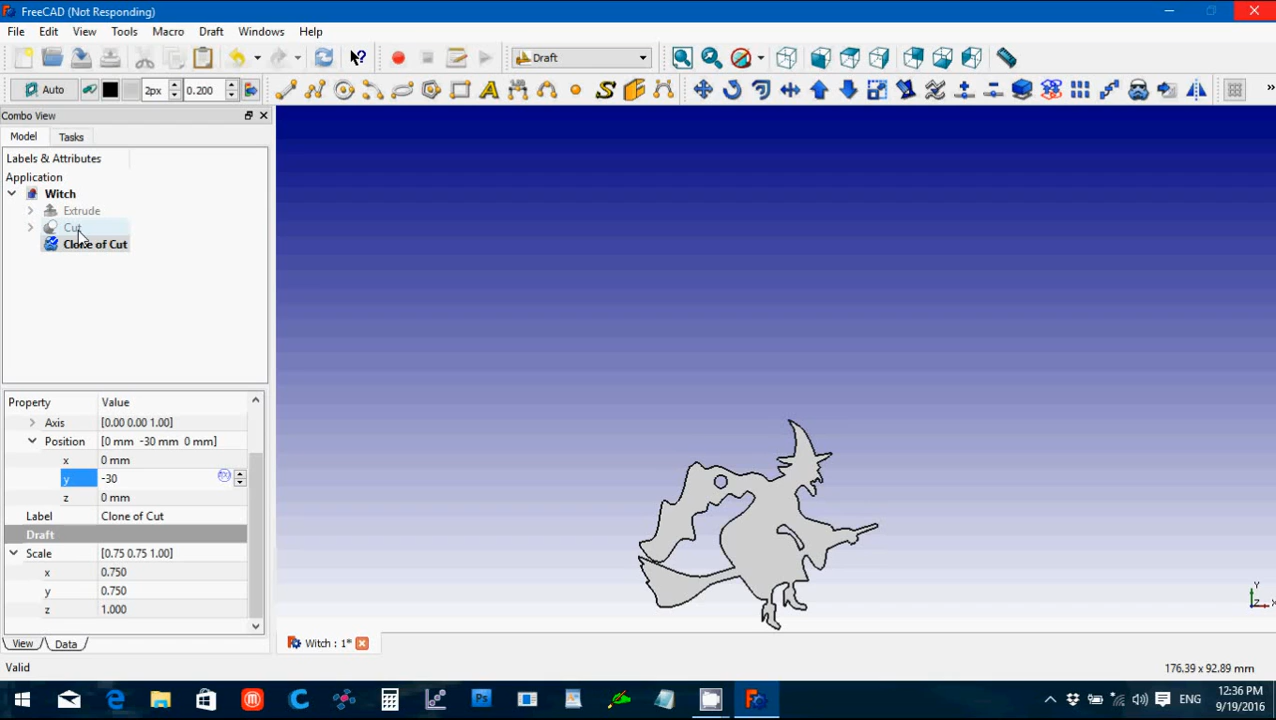 FreeCAD (Not Responding)
File Edit View Tools Macro Draft Windows Help
Draft
Auto 2px 0.200 »
Combo View
Model Tasks
Labels & Attributes
Application
Witch
Extrude
Cut
Clone of Cut
Property Value
Axis [0.00 0.00 1.00]
Position [0 mm -30 mm 0 mm]
x 0 mm
y -30
z 0 mm
Label Clone of Cut
Draft
Scale [0.75 0.75 1.00]
x 0.750
y 0.750
z 1.000
Y
Z X
View Data
Witch : 1*
Valid 176.39 x 92.89 mm
ENG 12:36 PM
9/19/2016